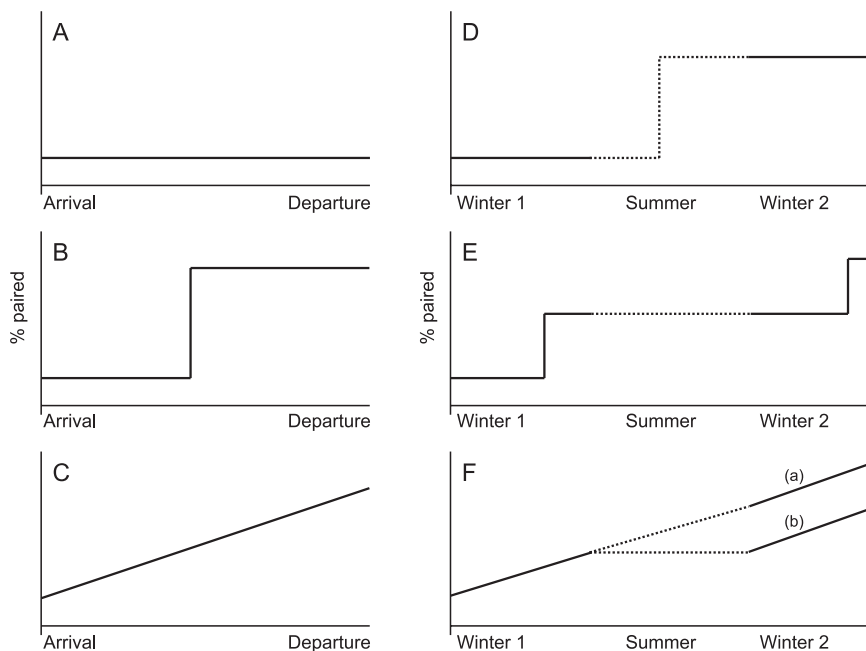 A
Arrival Departure
B
% paired
Arrival Departure
C
Arrival Departure
D
Winter 1 Summer Winter 2
E
% paired
Winter 1 Summer Winter 2
F
(a)
(b)
Winter 1 Summer Winter 2